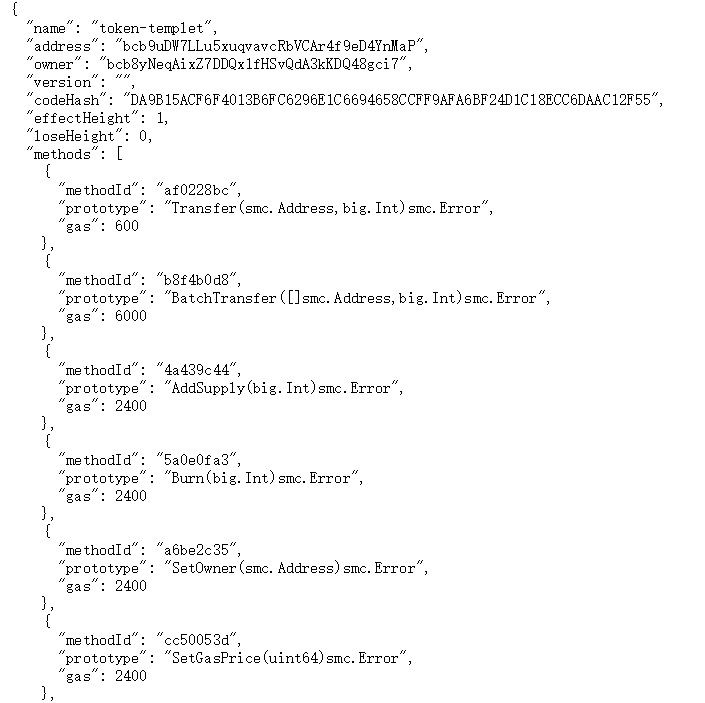 {
"name": "token-templet",
"address": "bcb9uDW7LLu5xuqvavcRbVCAr4f9eD4YnMaP",
"owner": "bcb8yNeqAixZ7DDQx1fHSvQdA3kKDQ48gci7",
"version": "",
"codeHash": "DA9B15ACF6F4013B6FC6296E1C6694658CCFF9AFA6BF24D1C18ECC6DAAC12F55",
"effectHeight": 1,
"loseHeight": 0,
"methods": [
{
"methodId": "af0228bc",
"prototype": "Transfer(smc.Address,big.Int)smc.Error",
"gas": 600
},
{
"methodId": "b8f4b0d8",
"prototype": "BatchTransfer([]smc.Address,big.Int)smc.Error",
"gas": 6000
},
{
"methodId": "4a439c44",
"prototype": "AddSupply(big.Int)smc.Error",
"gas": 2400
},
{
"methodId": "5a0e0fa3",
"prototype": "Burn(big.Int)smc.Error",
"gas": 2400
},
{
"methodId": "a6be2c35",
"prototype": "SetOwner(smc.Address)smc.Error",
"gas": 2400
},
{
"methodId": "cc50053d",
"prototype": "SetGasPrice(uint64)smc.Error",
"gas": 2400
},